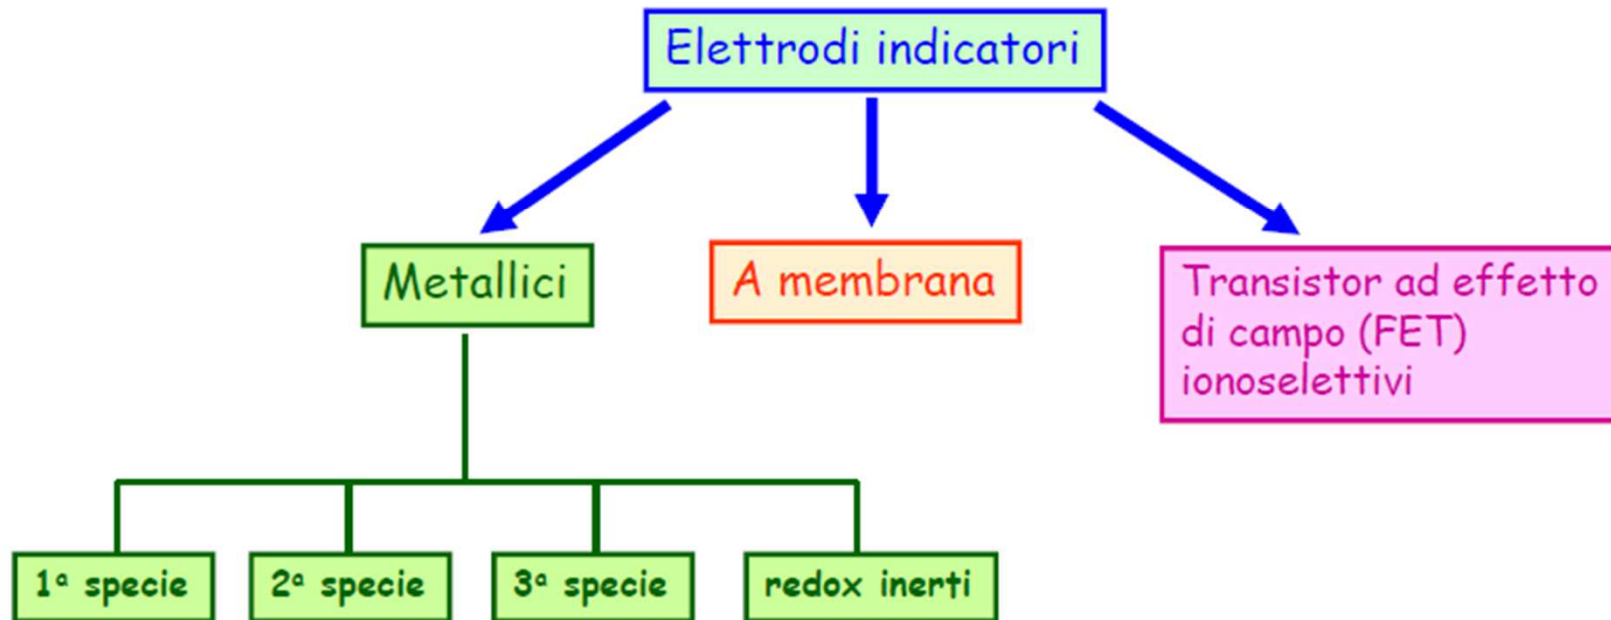 Elettrodi indicatori
Metallici
A membrana
Transistor ad effetto
di campo (FET)
ionoselettivi
1ª specie
2ª specie
3ª specie
redox inerti